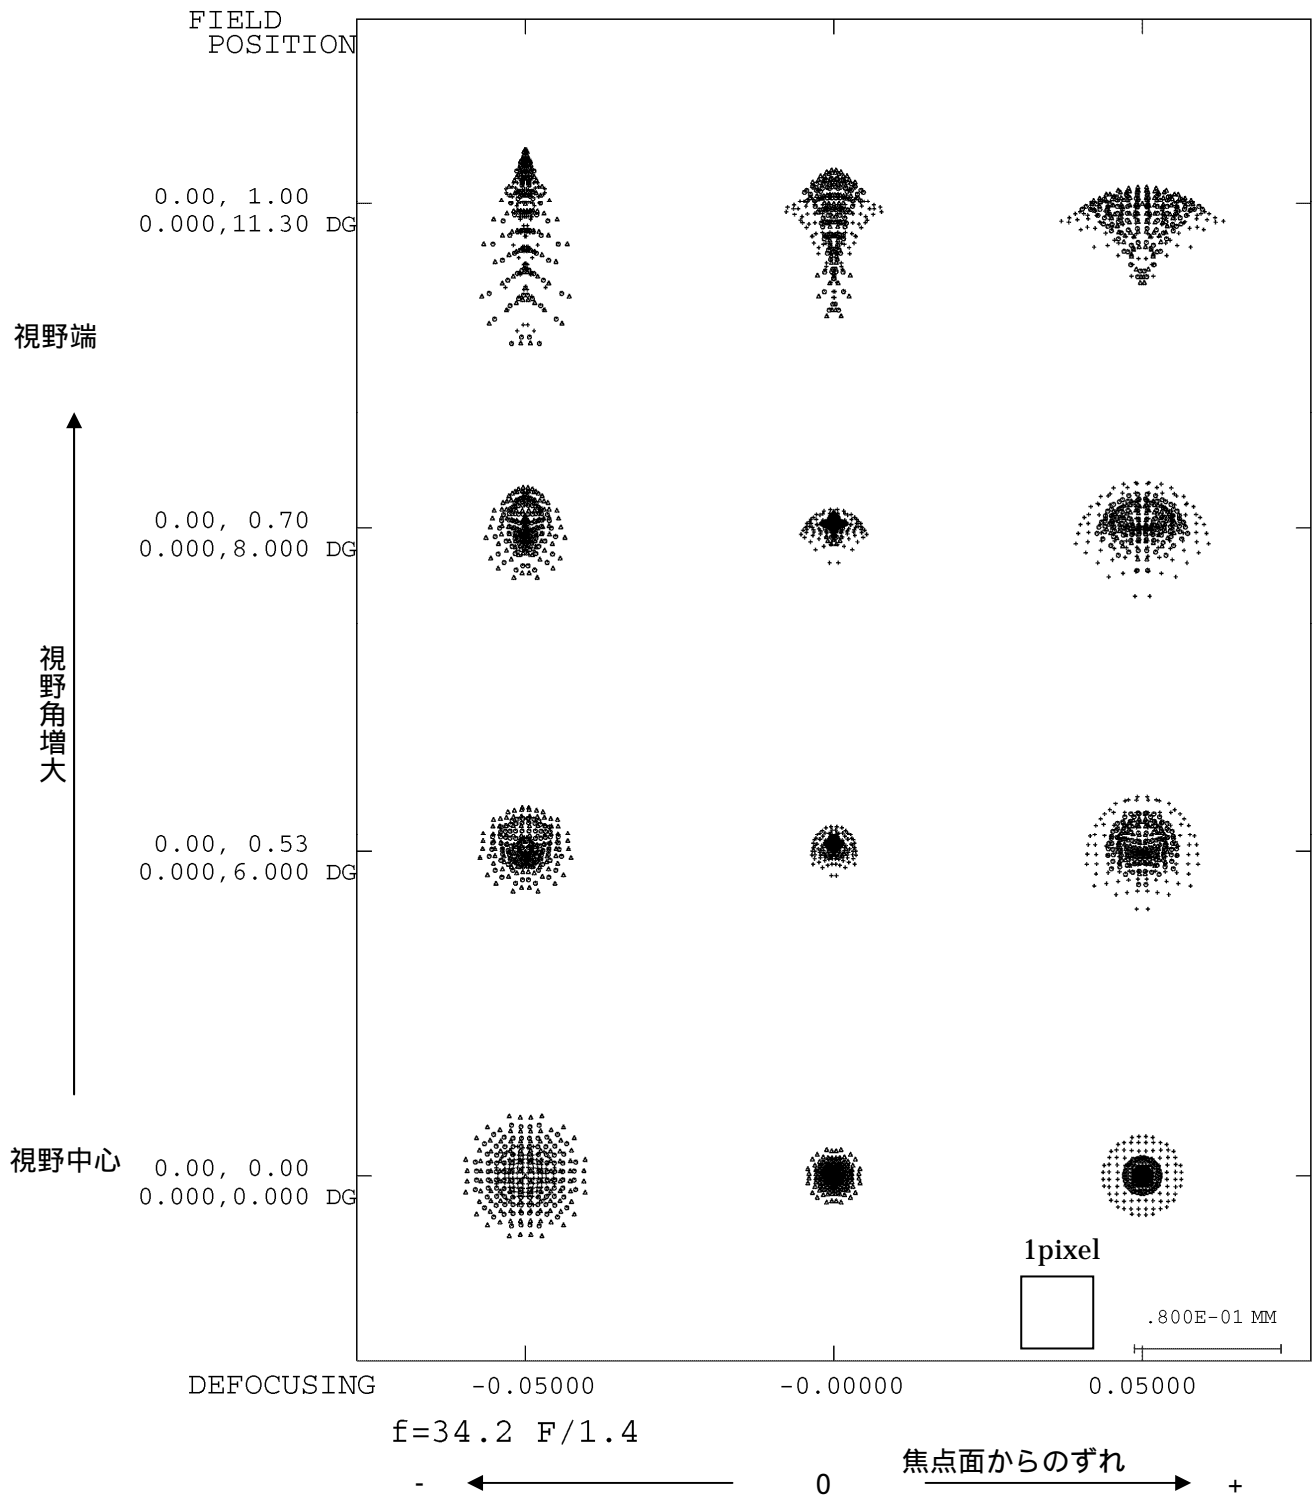 FIELD
POSITION
0.00, 1.00
0.000,11.30 DG
視野端
0.00, 0.70
0.000,8.000 DG
視野角増大
0.00, 0.53
0.000,6.000 DG
視野中心
0.00, 0.00
0.000,0.000 DG
1pixel
.800E-01 MM
DEFOCUSING
-0.05000
-0.00000
0.05000
f=34.2 F/1.4
焦点面からのずれ
-
0
+